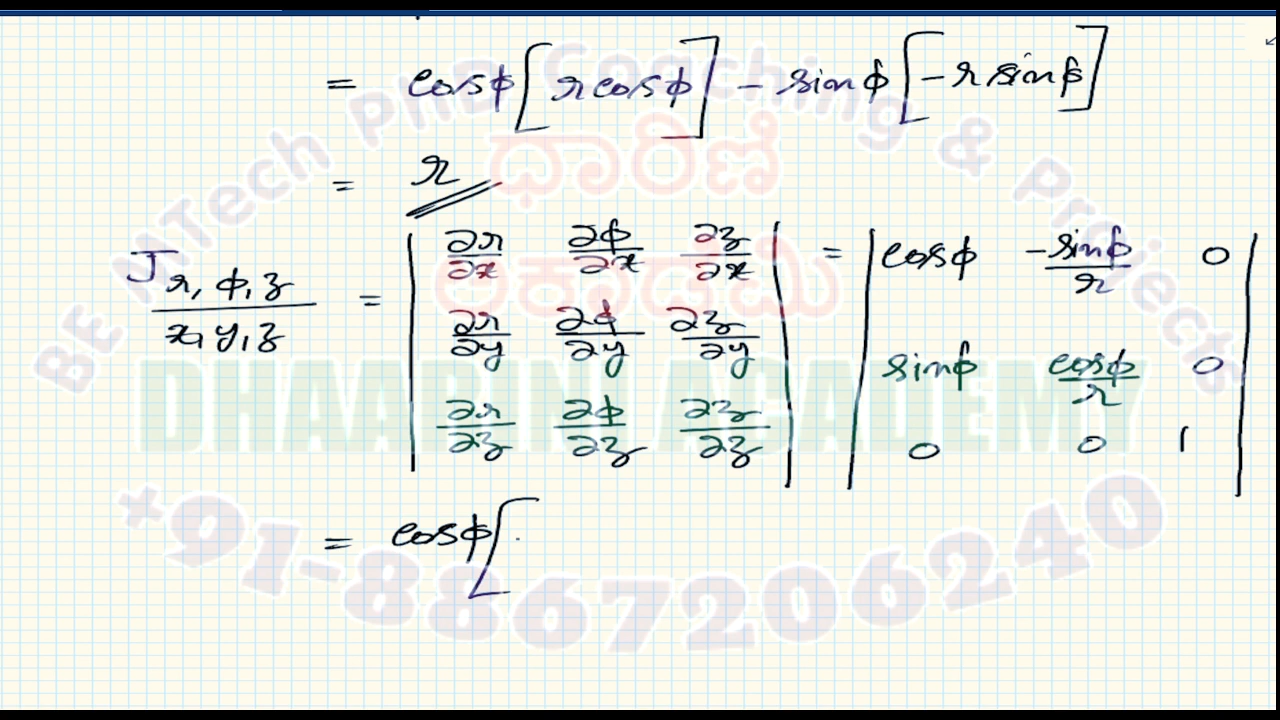 = cosφ[r cosφ] - sinφ[-r sinφ]
= r
J r, φ, z / x, y, z = | ∂r/∂x ∂φ/∂x ∂z/∂x | = | cosφ -sinφ/r 0 |
| ∂r/∂y ∂φ/∂y ∂z/∂y | | sinφ cosφ/r 0 |
| ∂r/∂z ∂φ/∂z ∂z/∂z | | 0 0 1 |
= cosφ[
BE MTech PhD Coaching & Projects
ಧಾರಿಣಿ
ಅಕಾಡೆಮಿ
DHAARINI ACADEMY
+91-8867206240